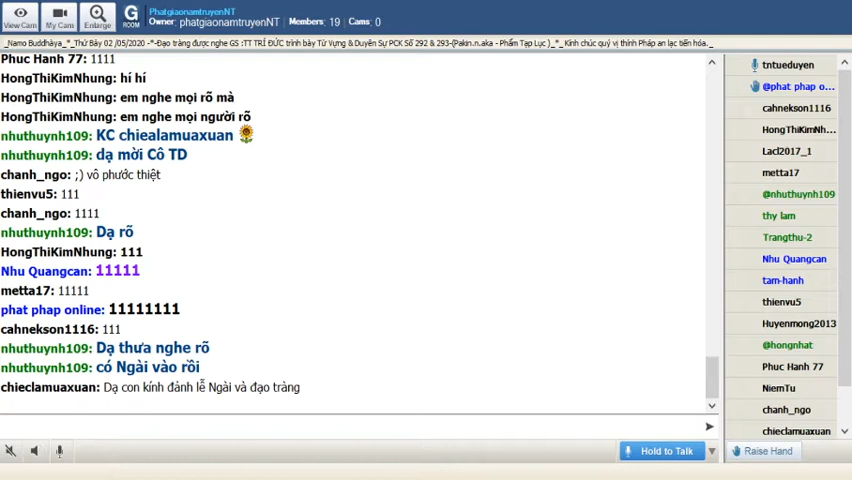 View Cam
My Cam
Enlarge
G
ROOM
PhatgiaonamtruyenNT
Owner: phatgiaonamtruyenNT Members: 19 Cams: 0
_Namo Buddhàya_*_Thứ Bảy 02 /05/2020 -*-Đạo tràng được nghe GS :TT TRÍ ĐỨC trình bày Từ Vựng & Duyên Sự PCK Số 292 & 293-(Pakin.n.aka - Phẩm Tạp Lục )_*_ Kính chúc quý vị thính Pháp an lạc tiến hóa._
Phuc Hanh 77: 1111
HongThiKimNhung: hí hí
HongThiKimNhung: em nghe mọi rõ mà
HongThiKimNhung: em nghe mọi người rõ
nhuthuynh109: KC chiealamuaxuan
nhuthuynh109: dạ mời Cô TD
chanh_ngo: ;) vô phước thiệt
thienvu5: 111
chanh_ngo: 1111
nhuthuynh109: Dạ rõ
HongThiKimNhung: 111
Nhu Quangcan: 11111
metta17: 11111
phat phap online: 11111111
cahnekson1116: 111
nhuthuynh109: Dạ thưa nghe rõ
nhuthuynh109: có Ngài vào rồi
chieclamuaxuan: Dạ con kính đảnh lễ Ngài và đạo tràng
Hold to Talk
tntueduyen
@phat phap o...
cahnekson1116
HongThiKimNh...
Lacl2017_1
metta17
@nhuthuynh109
thy lam
Trangthu-2
Nhu Quangcan
tam-hanh
thienvu5
Huyenmong2013
@hongnhat
Phuc Hanh 77
NiemTu
chanh_ngo
chieclamuaxuan
Raise Hand